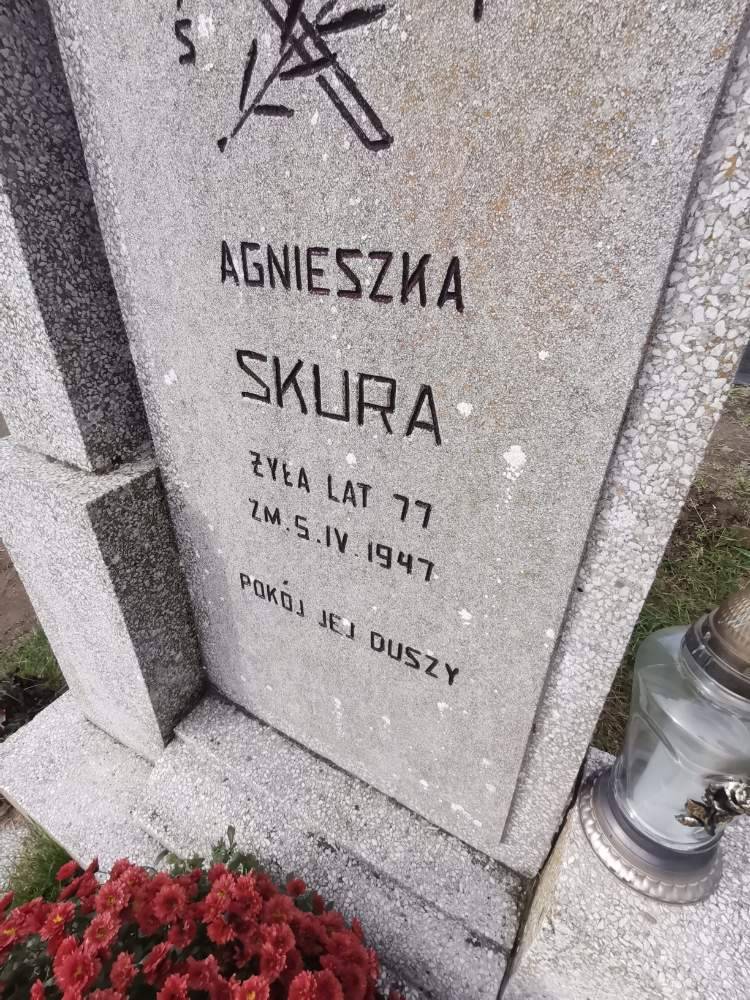 Ś
AGNIESZKA
SKURA
ŻYŁA LAT 77
ZM. 5. IV. 1947
POKÓJ JEJ DUSZY